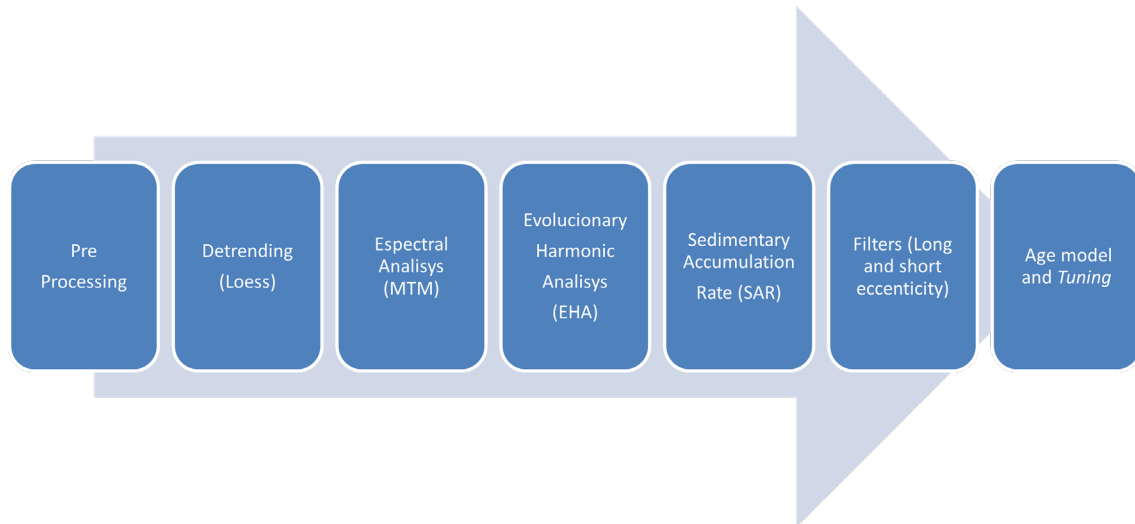 Pre
Processing
Detrending
(Loess)
Espectral
Analisys
(MTM)
Evolucionary
Harmonic
Analisys
(EHA)
Sedimentary
Accumulation
Rate (SAR)
Filters (Long
and short
eccenticity)
Age model
and Tuning